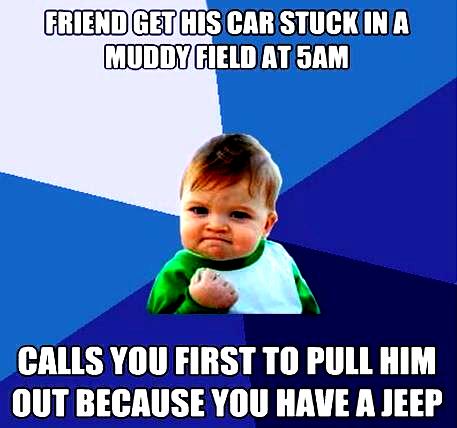 FRIEND GET HIS CAR STUCK IN A
MUDDY FIELD AT 5AM
CALLS YOU FIRST TO PULL HIM
OUT BECAUSE YOU HAVE A JEEP